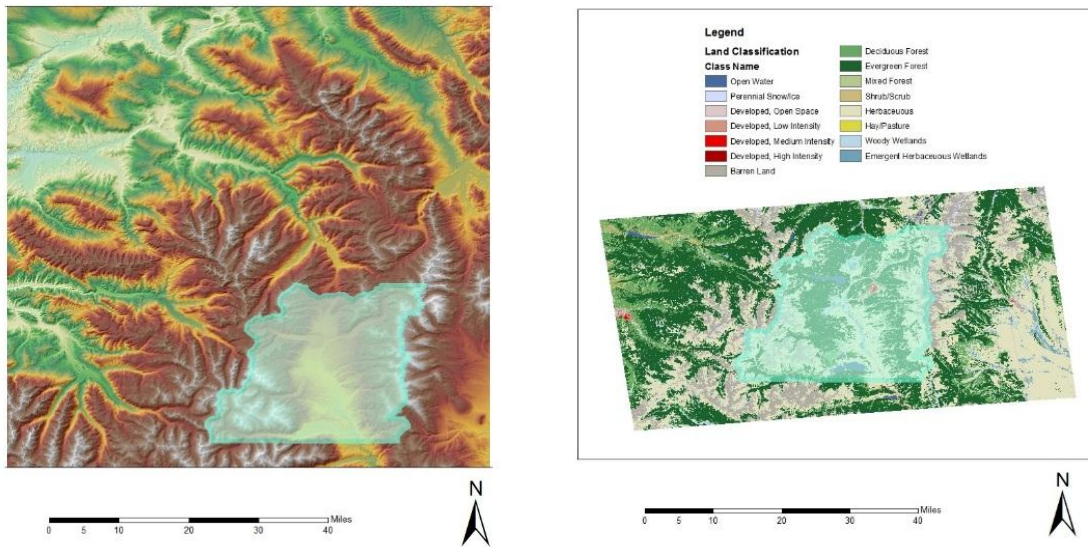 N
Miles
0 5 10 20 30 40
Legend
Land Classification
Class Name
Open Water
Perennial Snow/Ice
Developed, Open Space
Developed, Low Intensity
Developed, Medium Intensity
Developed, High Intensity
Barren Land
Deciduous Forest
Evergreen Forest
Mixed Forest
Shrub/Scrub
Herbaceuous
Hay/Pasture
Woody Wetlands
Emergent Herbaceuous Wetlands
N
Miles
0 5 10 20 30 40